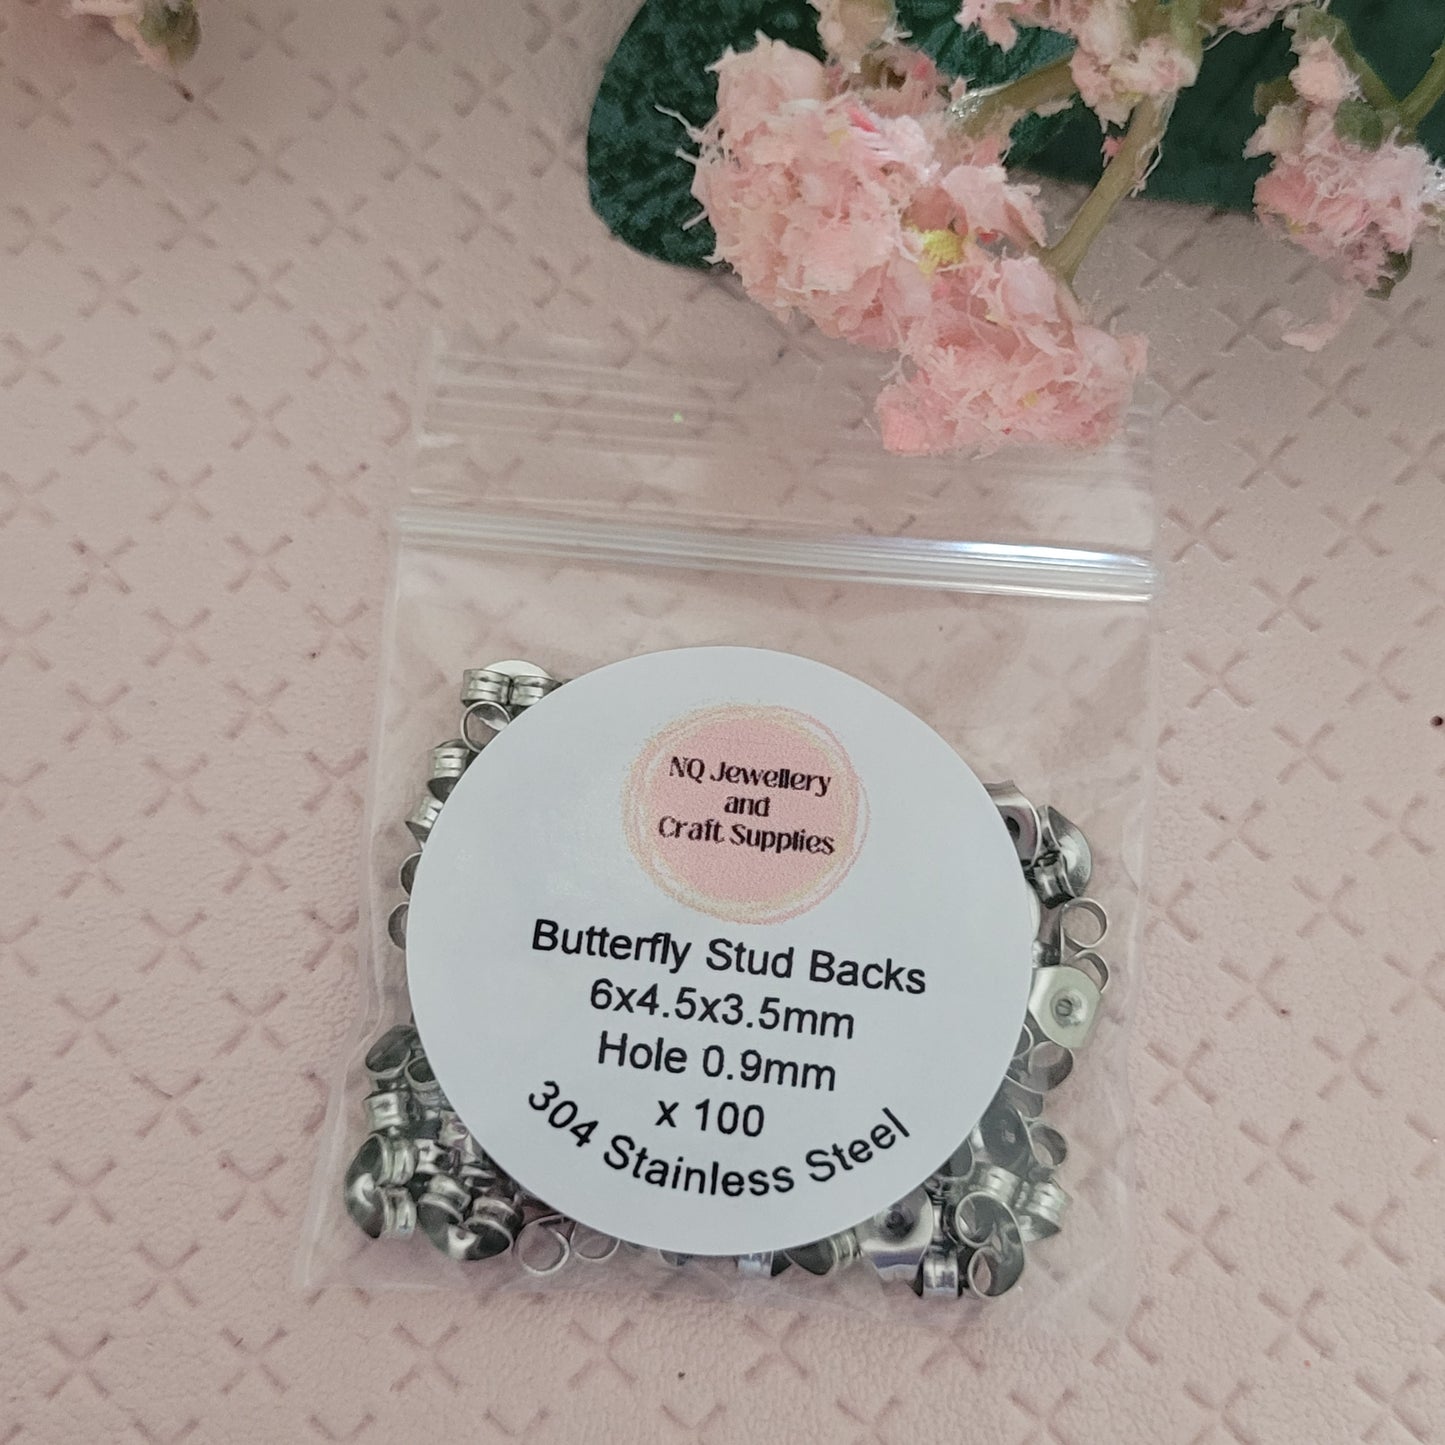 NQ Jewellery
and
Craft Supplies
Butterfly Stud Backs
6x4.5x3.5mm
Hole 0.9mm
x 100
304 Stainless Steel